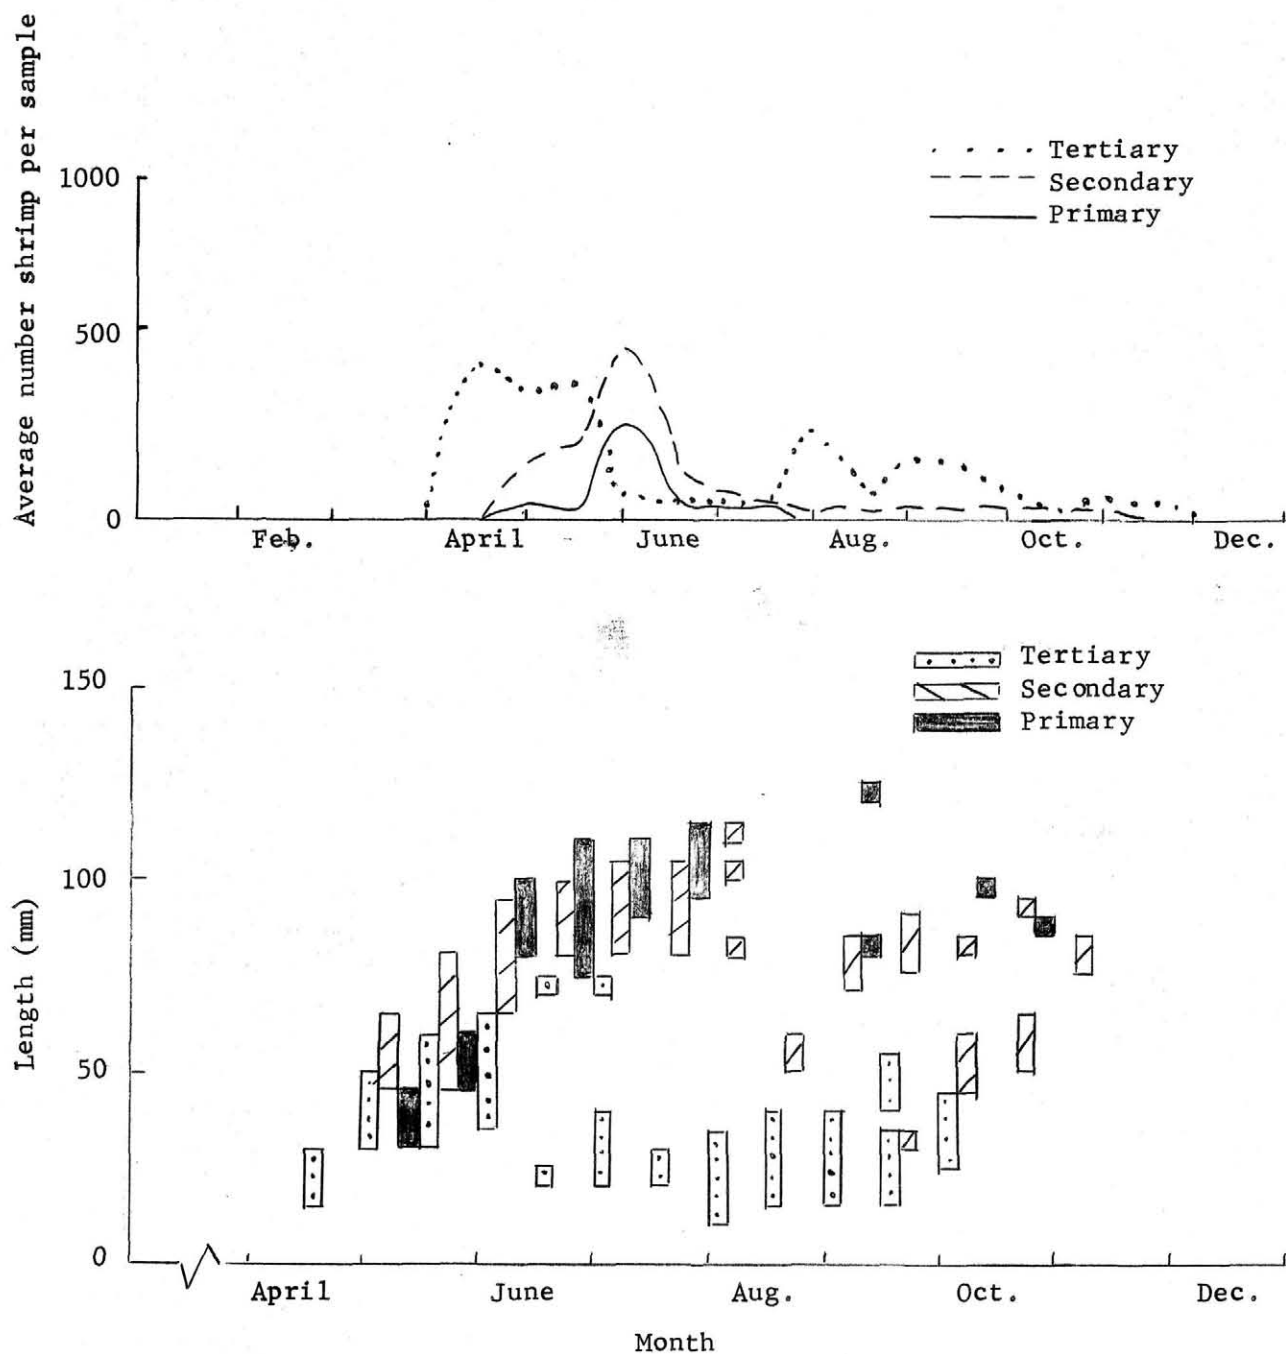 Average number shrimp per sample
1000
500
0
Tertiary
Secondary
Primary
Feb. April June Aug. Oct. Dec.
Length (mm)
150
100
50
0
Tertiary
Secondary
Primary
April June Aug. Oct. Dec.
Month